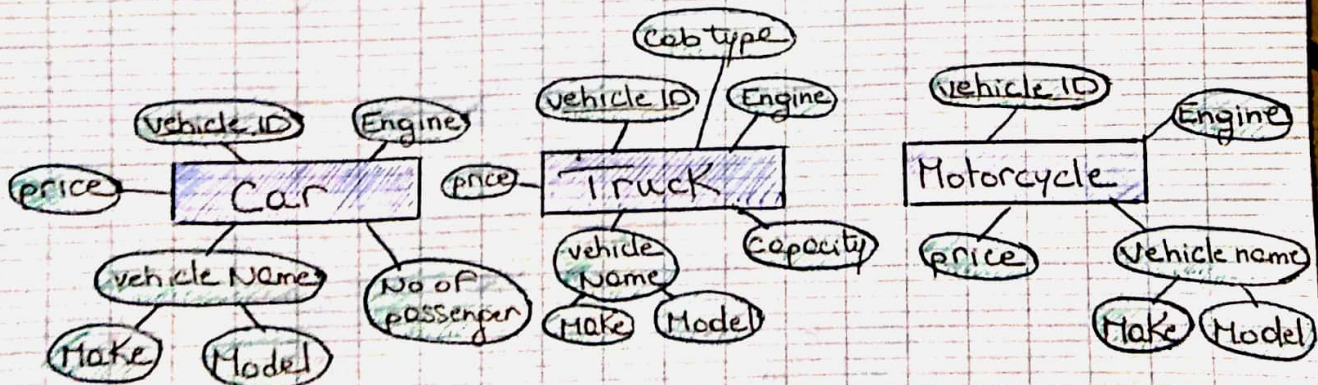 Cab type
vehicle ID
Engine
price
Car
vehicle Name
No of
passenger
Make
Model
vehicle ID
Engine
price
Truck
vehicle
Name
capacity
Make
Model
vehicle ID
Engine
Motorcycle
price
Vehicle name
Make
Model